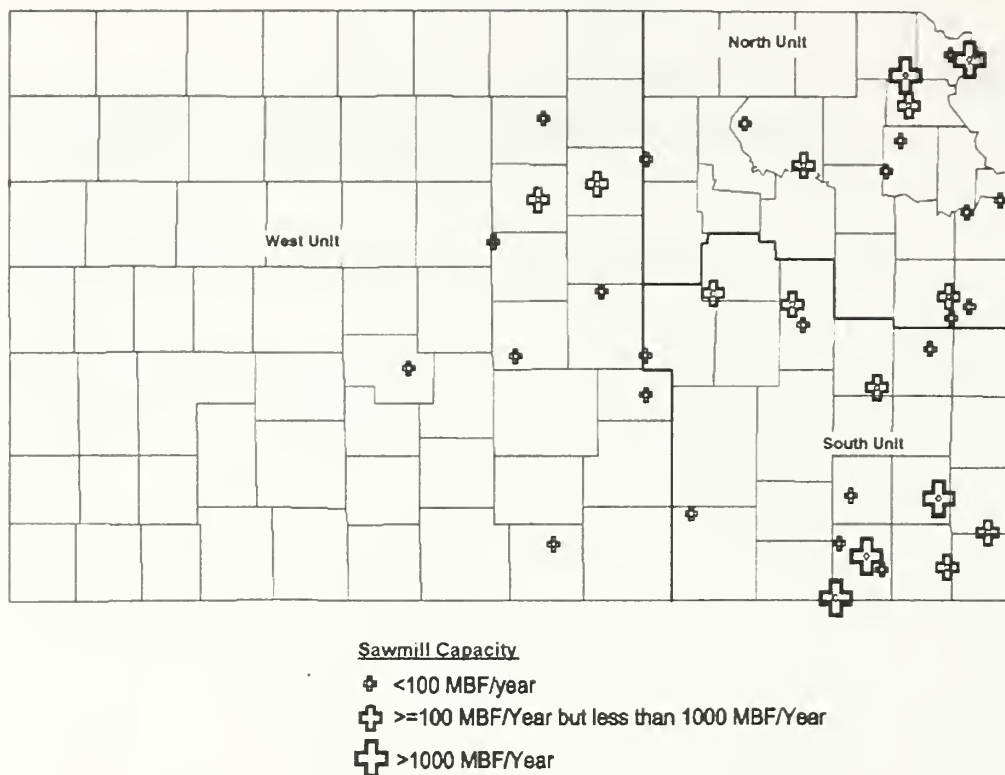 North Unit
West Unit
South Unit
Sawmill Capacity
<100 MBF/year
>=100 MBF/Year but less than 1000 MBF/Year
>1000 MBF/Year